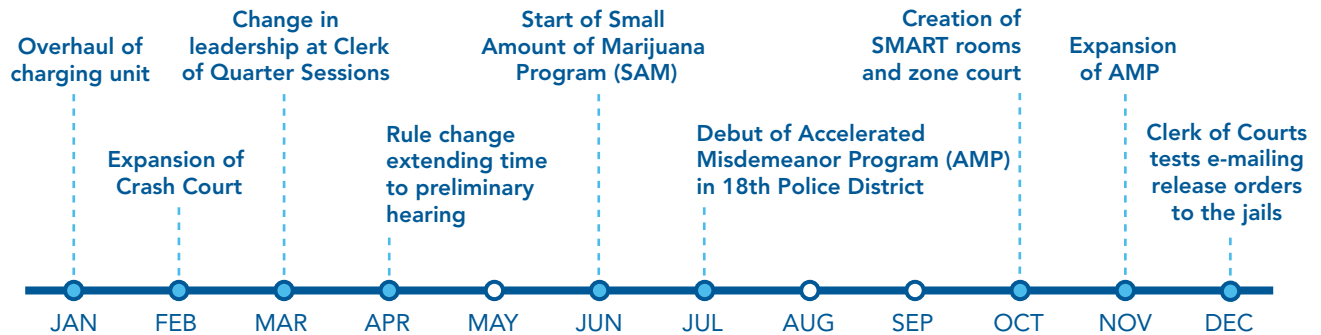 Overhaul of
charging unit
Expansion of
Crash Court
Change in
leadership at Clerk
of Quarter Sessions
Rule change
extending time
to preliminary
hearing
Start of Small
Amount of Marijuana
Program (SAM)
Debut of Accelerated
Misdemeanor Program (AMP)
in 18th Police District
Creation of
SMART rooms
and zone court
Expansion
of AMP
Clerk of Courts
tests e-mailing
release orders
to the jails
JAN FEB MAR APR MAY JUN JUL AUG SEP OCT NOV DEC